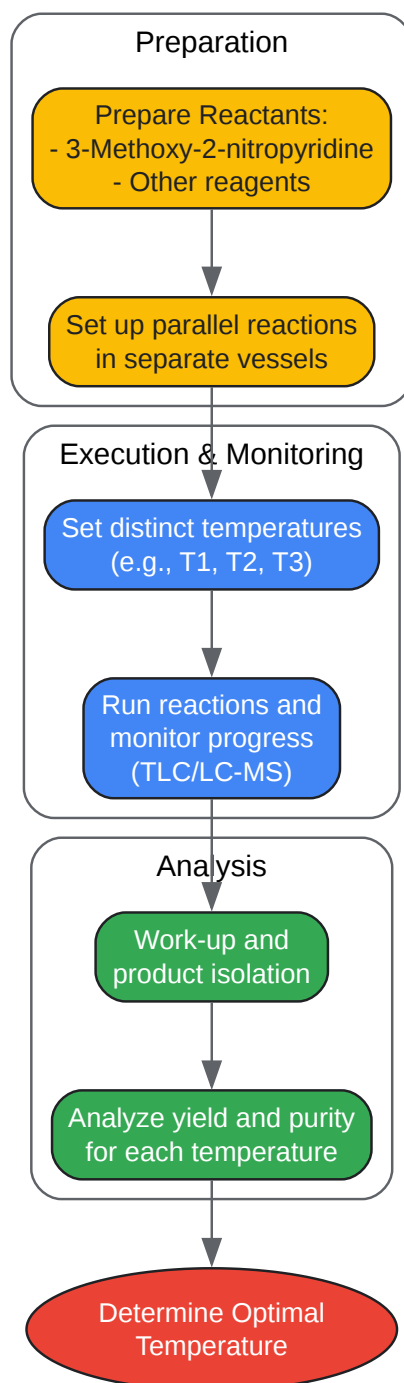 Preparation
Prepare Reactants:
- 3-Methoxy-2-nitropyridine
- Other reagents
Set up parallel reactions
in separate vessels
Execution & Monitoring
Set distinct temperatures
(e.g., T1, T2, T3)
Run reactions and
monitor progress
(TLC/LC-MS)
Analysis
Work-up and
product isolation
Analyze yield and purity
for each temperature
Determine Optimal
Temperature